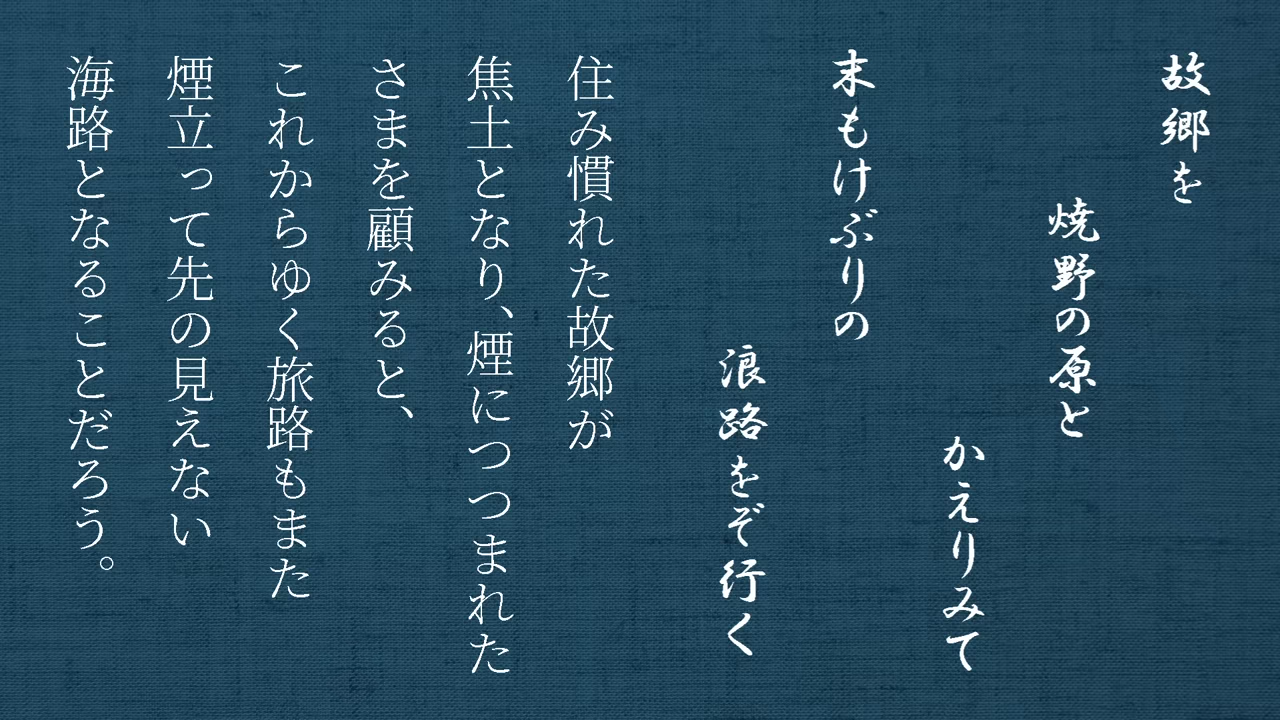 故郷を
焼野の原と
かえりみて
末もけぶりの
浪路をぞ行く
住み慣れた故郷が
焦土となり、煙につつまれた
さまを顧みると、
これからゆく旅路もまた
煙立って先の見えない
海路となることだろう。